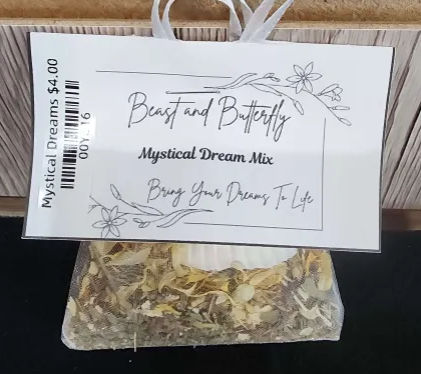 Mystical Dreams $4.00
Beast and Butterfly
Mystical Dream Mix
Bring Your Dreams To Life